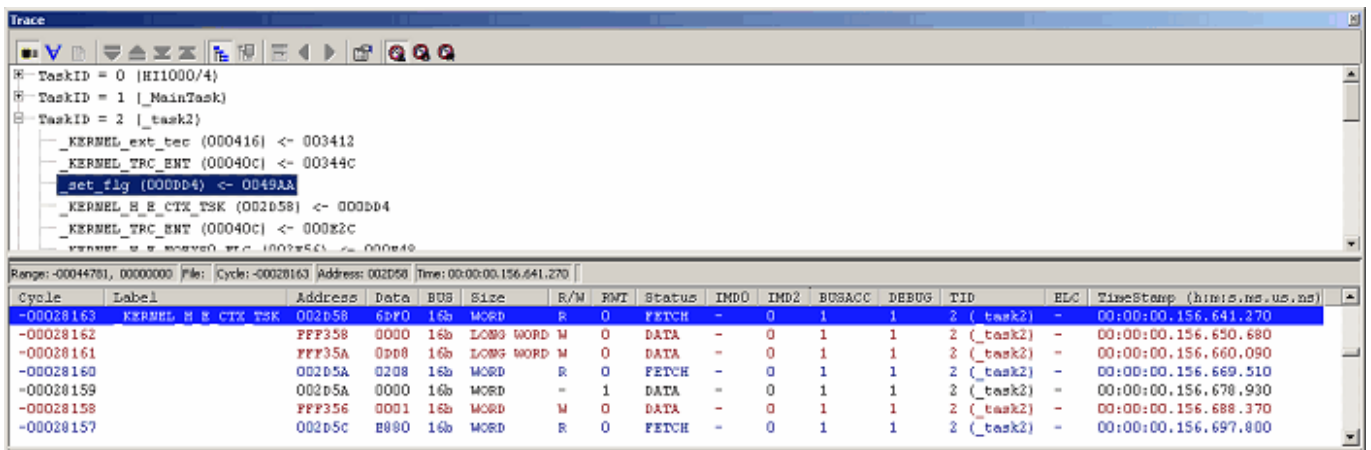 Trace
TaskID = 0 (HI1000/4)
TaskID = 1 (_MainTask)
TaskID = 2 (_task2)
_KERNEL_ext_tec (000416) <- 003412
_KERNEL_TRC_ENT (00040C) <- 00344C
_set_flg (000DD4) <- 0049AA
_KERNEL_H_E_CTX_TSK (002D58) <- 000DD4
_KERNEL_TRC_ENT (00040C) <- 000E2C
Range: -00044781, 00000000 File: Cycle: -00028163 Address: 002D58 Time: 00:00:00.156.641.270
Cycle Label Address Data BUS Size R/W RWT Status IMD0 IMD2 BUSACC DEBUG TID ELC TimeStamp (h:m:s.ms.us.ns)
-00028163 _KERNEL_H_E_CTX_TSK 002D58 6DF0 16b WORD R 0 FETCH - 0 1 1 2 (_task2) - 00:00:00.156.641.270
-00028162 FFF358 0000 16b LONG WORD W 0 DATA - 0 1 1 2 (_task2) - 00:00:00.156.650.680
-00028161 FFF35A 0DD8 16b LONG WORD W 0 DATA - 0 1 1 2 (_task2) - 00:00:00.156.660.090
-00028160 002D5A 0208 16b WORD R 0 FETCH - 0 1 1 2 (_task2) - 00:00:00.156.669.510
-00028159 002D5A 0000 16b WORD - 1 DATA - 0 1 1 2 (_task2) - 00:00:00.156.678.930
-00028158 FFF356 0001 16b WORD W 0 DATA - 0 1 1 2 (_task2) - 00:00:00.156.688.370
-00028157 002D5C E880 16b WORD R 0 FETCH - 0 1 1 2 (_task2) - 00:00:00.156.697.800